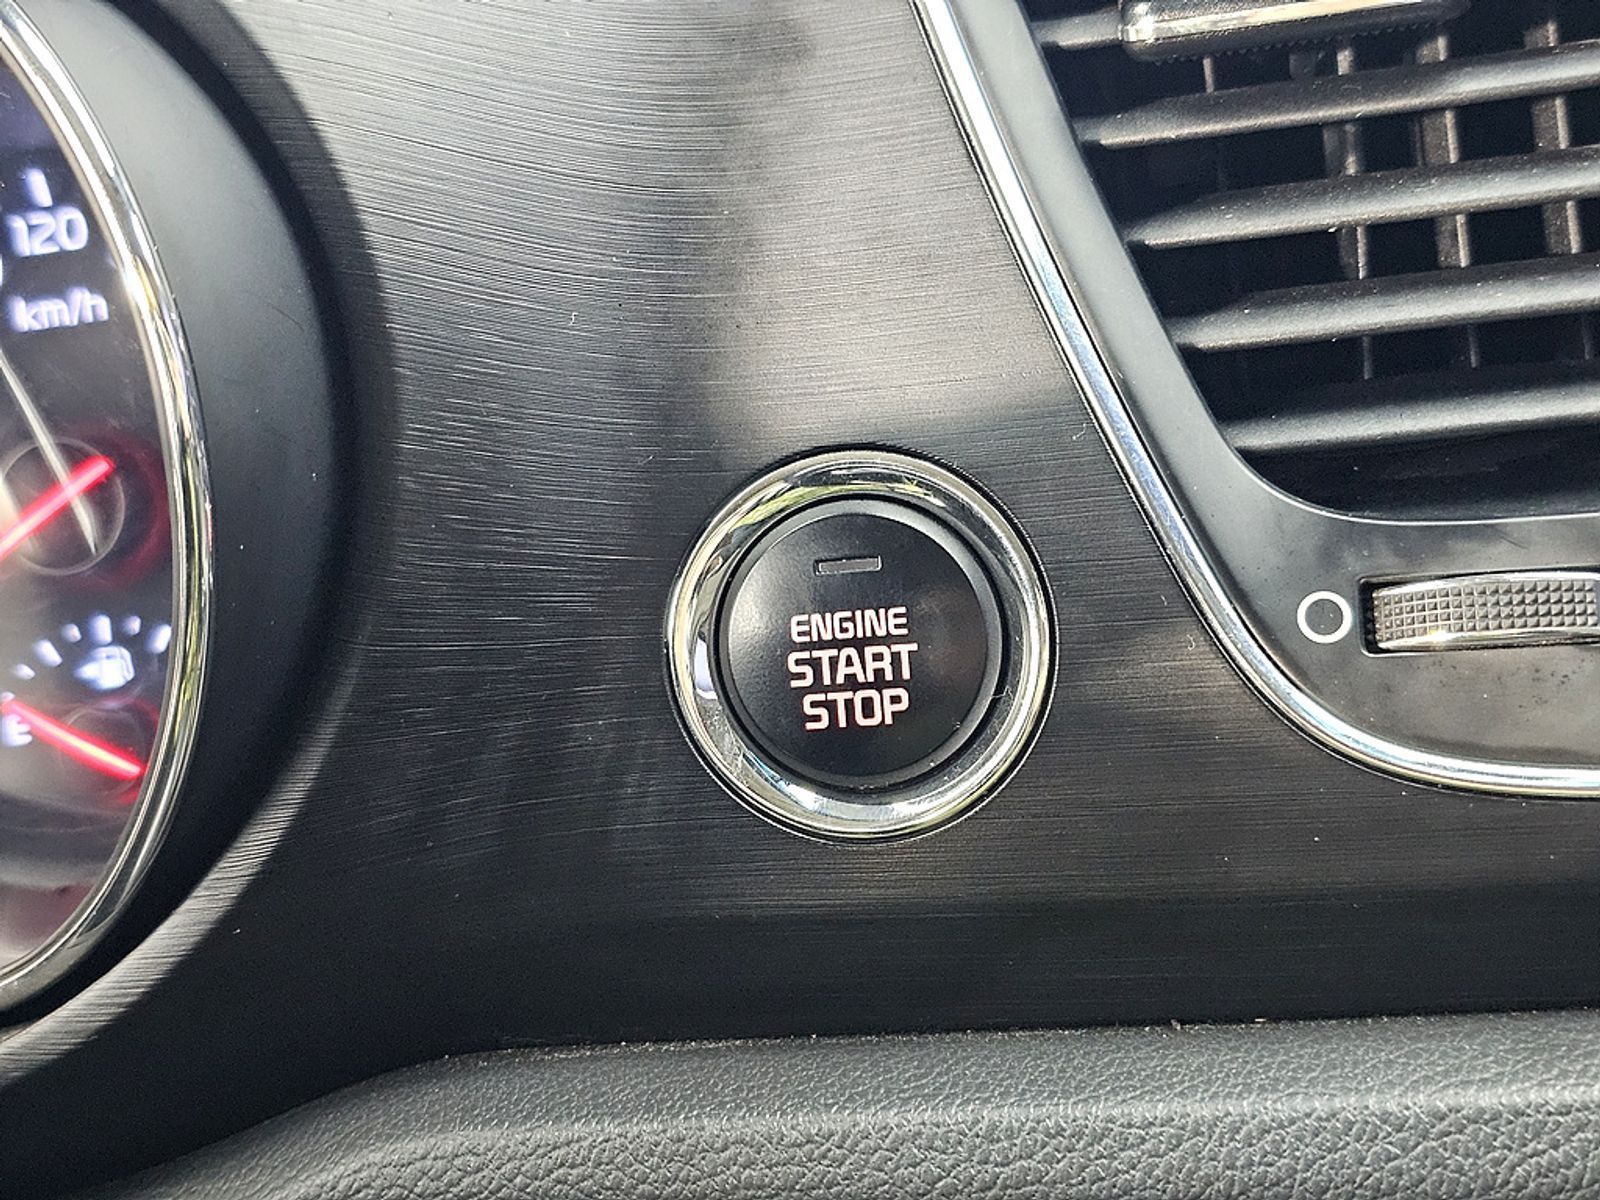 120
km/h
E
ENGINE
START
STOP